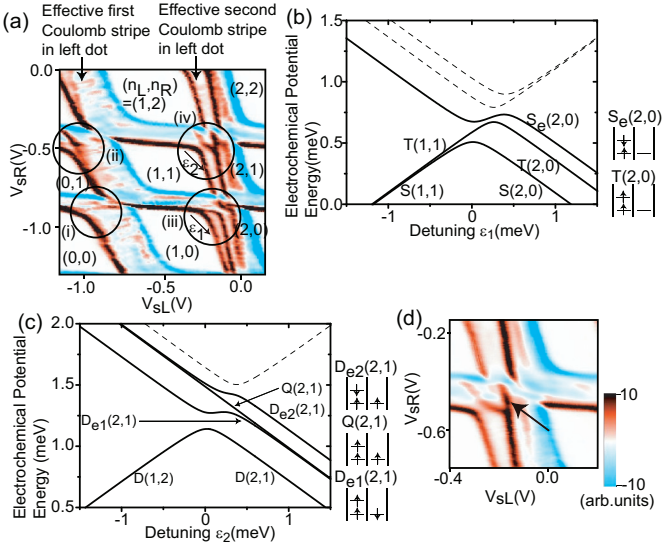 (a)
Effective first
Coulomb stripe
in left dot
Effective second
Coulomb stripe
in left dot
0.0
-0.5
-1.0
VsR(V)
(nL,nR)
=(1,2)
(2,2)
(iv)
(ii)
(1,1)
ε2
(2,1)
(0,1)
(i)
(iii)
ε1
(2,0)
(1,0)
(0,0)
-1.0
-0.5
0.0
VsL(V)
(b)
Electrochemical Potential
Energy (meV)
1.5
1.0
0.5
0.0
Se(2,0)
T(1,1)
T(2,0)
S(1,1)
S(2,0)
-1
0
1
Detuning ε1(meV)
Se(2,0)
T(2,0)
(c)
Electrochemical Potential
Energy (meV)
2.0
1.5
1.0
0.5
Q(2,1)
De2(2,1)
De1(2,1)
D(1,2)
D(2,1)
-1
0
1
Detuning ε2(meV)
De2(2,1)
Q(2,1)
De1(2,1)
(d)
-0.2
-0.6
VsR(V)
-0.4
0.0
VsL(V)
10
-10
(arb.units)